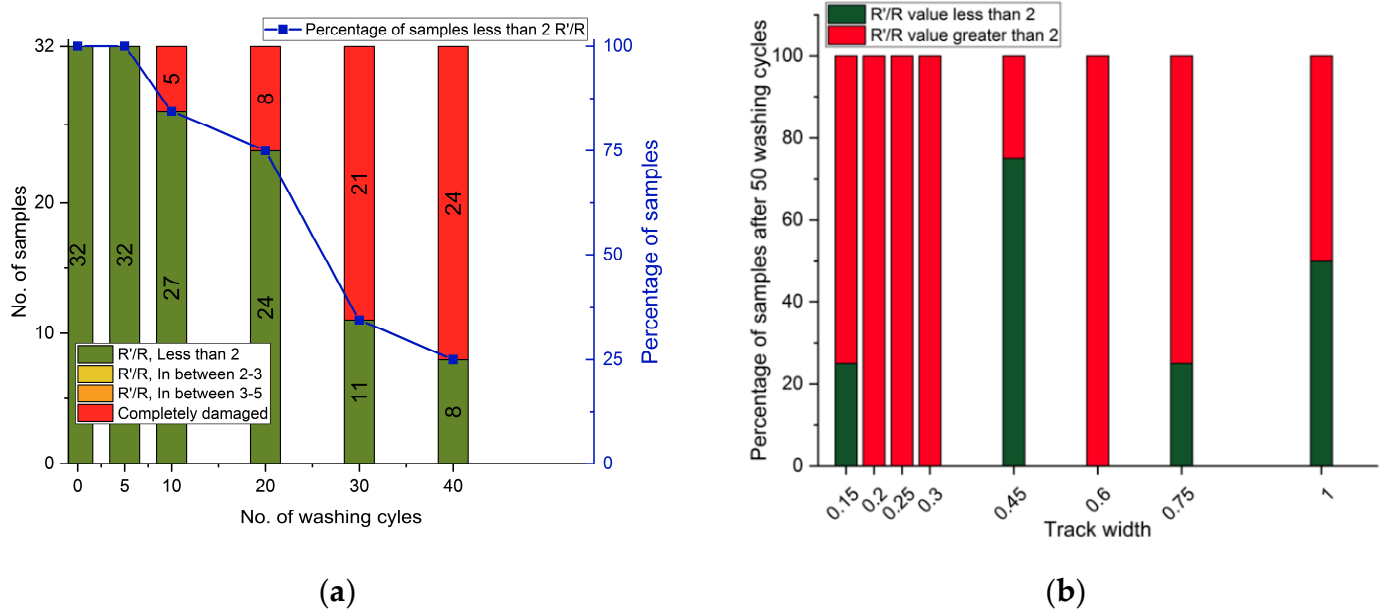 Percentage of samples less than 2 R'/R
32
20
10
0
No. of samples
32
32
5
27
8
24
21
11
24
8
100
75
50
25
0
Percentage of samples
R'/R, Less than 2
R'/R, In between 2-3
R'/R, In between 3-5
Completely damaged
0 5 10 20 30 40
No. of washing cyles
(a)
R'/R value less than 2
R'/R value greater than 2
100
80
60
40
20
0
Percentage of samples after 50 washing cycles
0.15 0.2 0.25 0.3 0.45 0.6 0.75 1
Track width
(b)